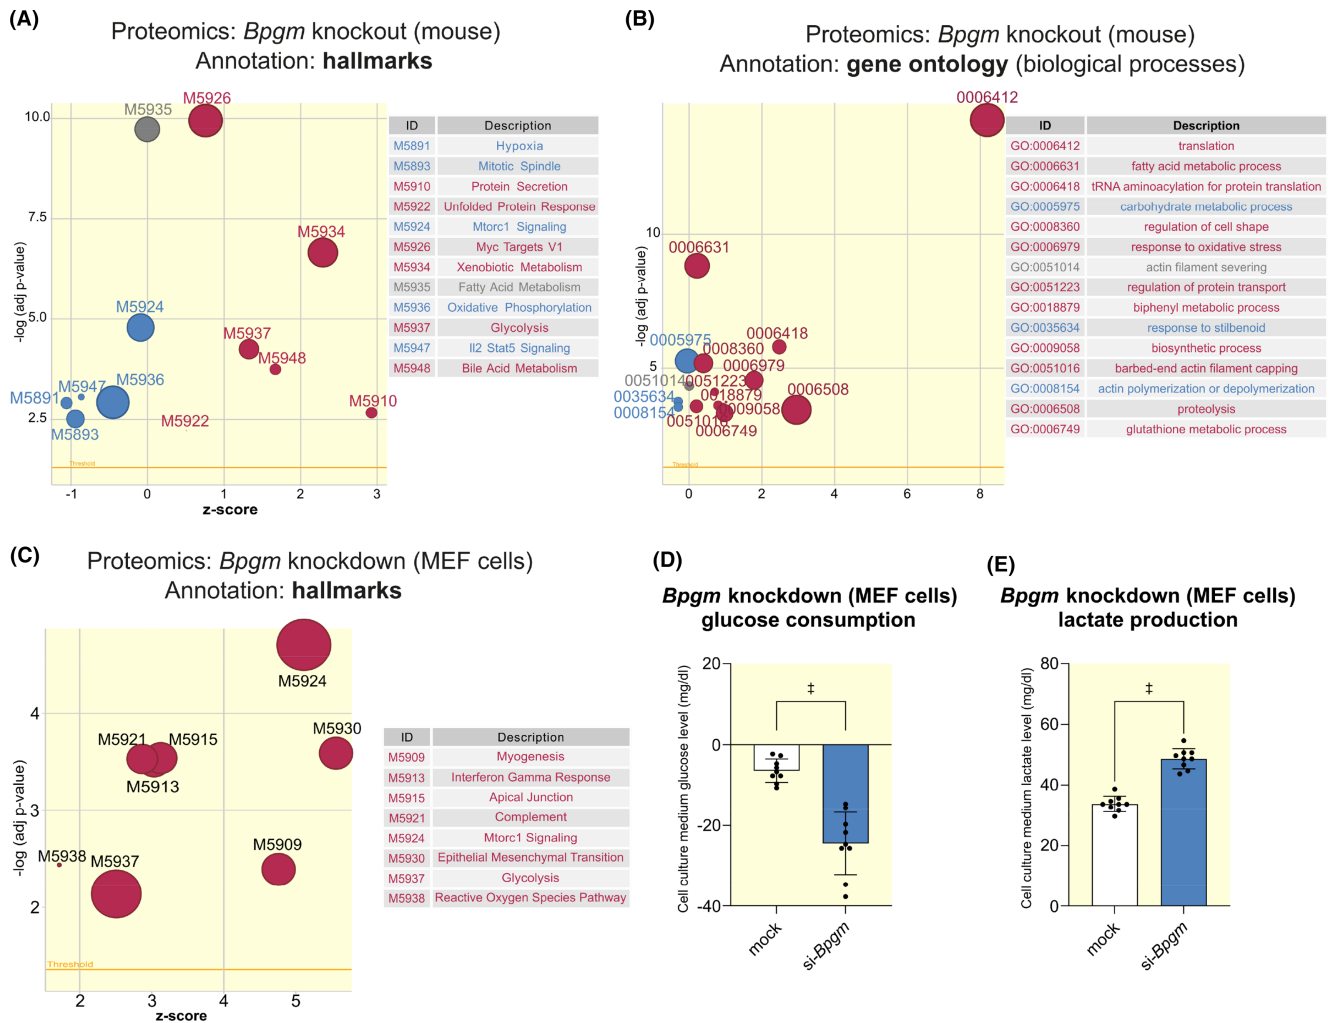 (A)
Proteomics: Bpgm knockout (mouse)
Annotation: hallmarks
-log (adj p-value)
10.0
7.5
5.0
2.5
M5935
M5926
M5934
M5924
M5937
M5948
M5947
M5936
M5891
M5893
M5922
M5910
Threshold
-1 0 1 2 3
z-score
ID Description
M5891 Hypoxia
M5893 Mitotic Spindle
M5910 Protein Secretion
M5922 Unfolded Protein Response
M5924 Mtorc1 Signaling
M5926 Myc Targets V1
M5934 Xenobiotic Metabolism
M5935 Fatty Acid Metabolism
M5936 Oxidative Phosphorylation
M5937 Glycolysis
M5947 Il2 Stat5 Signaling
M5948 Bile Acid Metabolism
(B)
Proteomics: Bpgm knockout (mouse)
Annotation: gene ontology (biological processes)
-log (adj p-value)
10
5
0006412
0006631
0005975
0006418
0008360
0006979
0051014
0051223
0006508
0035634
0018879
0008154
0009058
0051016
0006749
Threshold
0 2 4 6 8
ID Description
GO:0006412 translation
GO:0006631 fatty acid metabolic process
GO:0006418 tRNA aminoacylation for protein translation
GO:0005975 carbohydrate metabolic process
GO:0008360 regulation of cell shape
GO:0006979 response to oxidative stress
GO:0051014 actin filament severing
GO:0051223 regulation of protein transport
GO:0018879 biphenyl metabolic process
GO:0035634 response to stilbenoid
GO:0009058 biosynthetic process
GO:0051016 barbed-end actin filament capping
GO:0008154 actin polymerization or depolymerization
GO:0006508 proteolysis
GO:0006749 glutathione metabolic process
(C)
Proteomics: Bpgm knockdown (MEF cells)
Annotation: hallmarks
-log (adj p-value)
4
3
2
M5924
M5930
M5921
M5915
M5913
M5909
M5938
M5937
Threshold
2 3 4 5
z-score
ID Description
M5909 Myogenesis
M5913 Interferon Gamma Response
M5915 Apical Junction
M5921 Complement
M5924 Mtorc1 Signaling
M5930 Epithelial Mesenchymal Transition
M5937 Glycolysis
M5938 Reactive Oxygen Species Pathway
(D)
Bpgm knockdown (MEF cells)
glucose consumption
Cell culture medium glucose level (mg/dl)
20
0
-20
-40
‡
mock
si-Bpgm
(E)
Bpgm knockdown (MEF cells)
lactate production
Cell culture medium lactate level (mg/dl)
80
60
40
20
0
‡
mock
si-Bpgm